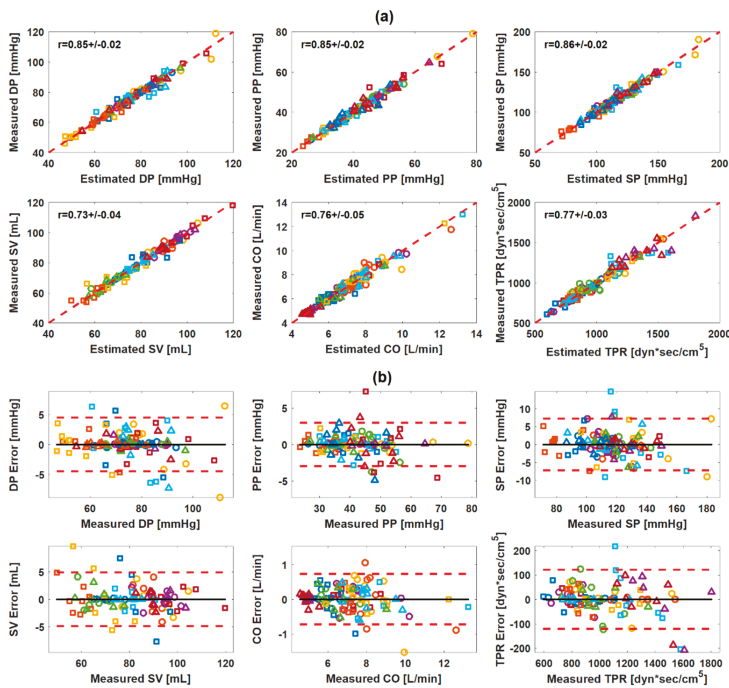 (a)
r=0.85+/-0.02
Measured DP [mmHg]
120
100
80
60
40
40 60 80 100 120
Estimated DP [mmHg]
r=0.85+/-0.02
Measured PP [mmHg]
80
60
40
20
20 40 60 80
Estimated PP [mmHg]
r=0.86+/-0.02
Measured SP [mmHg]
200
150
100
50
50 100 150 200
Estimated SP [mmHg]
r=0.73+/-0.04
Measured SV [mL]
120
100
80
60
40
40 60 80 100 120
Estimated SV [mL]
r=0.76+/-0.05
Measured CO [L/min]
14
12
10
8
6
4
4 6 8 10 12 14
Estimated CO [L/min]
r=0.77+/-0.03
Measured TPR [dyn*sec/cm5]
2000
1500
1000
500
500 1000 1500 2000
Estimated TPR [dyn*sec/cm5]
(b)
DP Error [mmHg]
5
0
-5
60 80 100
Measured DP [mmHg]
PP Error [mmHg]
5
0
-5
30 40 50 60 70 80
Measured PP [mmHg]
SP Error [mmHg]
10
5
0
-5
-10
80 100 120 140 160 180
Measured SP [mmHg]
SV Error [mL]
5
0
-5
60 80 100 120
Measured SV [mL]
CO Error [L/min]
1
0
-1
6 8 10 12
Measured CO [L/min]
TPR Error [dyn*sec/cm5]
200
100
0
-100
-200
600 800 1000 1200 1400 1600 1800
Measured TPR [dyn*sec/cm5]